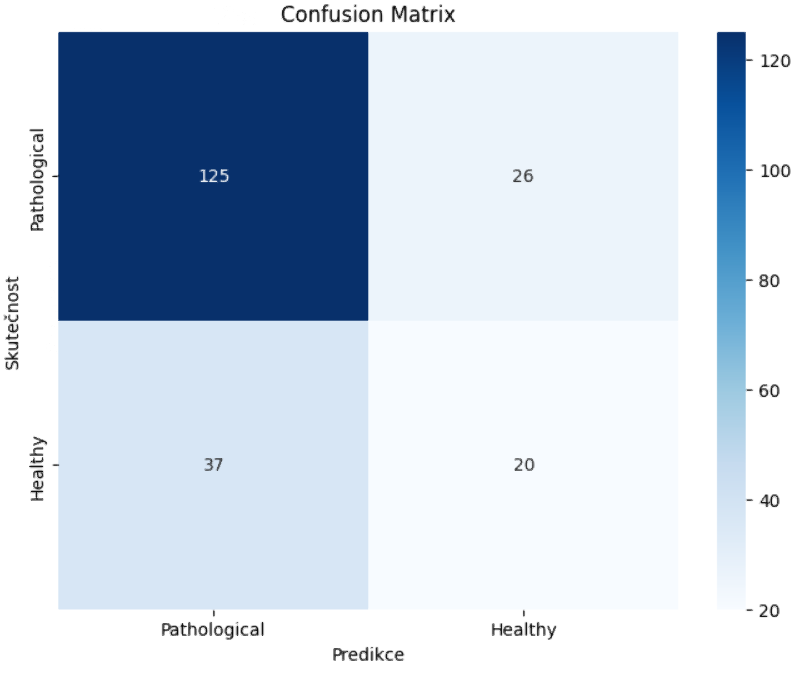 Confusion Matrix
Skutečnost
Pathological
Healthy
125
26
37
20
Pathological
Healthy
Predikce
120
100
80
60
40
20